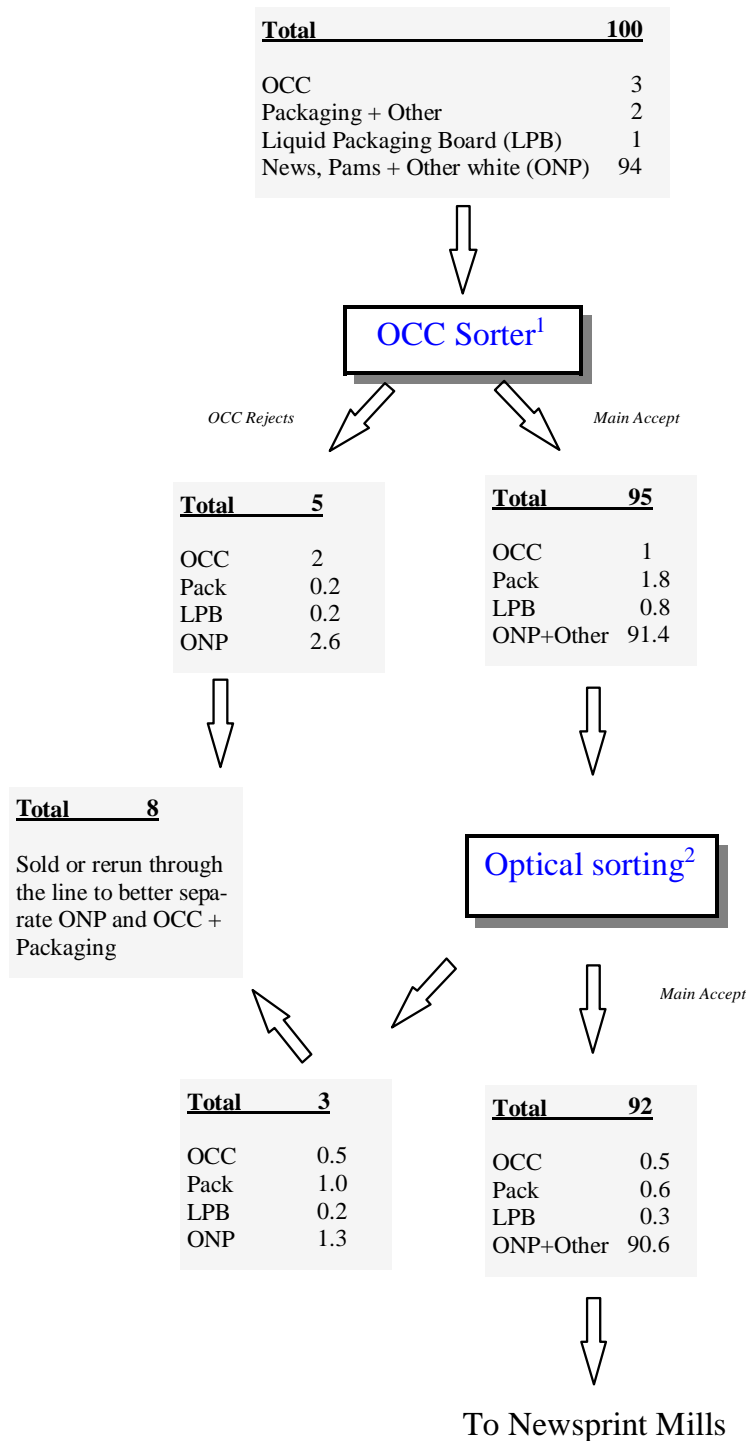 Total 100
OCC 3
Packaging + Other 2
Liquid Packaging Board (LPB) 1
News, Pams + Other white (ONP) 94
OCC Sorter1
OCC Rejects
Main Accept
Total 5
OCC 2
Pack 0.2
LPB 0.2
ONP 2.6
Total 95
OCC 1
Pack 1.8
LPB 0.8
ONP+Other 91.4
Total 8
Sold or rerun through
the line to better sepa-
rate ONP and OCC +
Packaging
Optical sorting2
Main Accept
Total 3
OCC 0.5
Pack 1.0
LPB 0.2
ONP 1.3
Total 92
OCC 0.5
Pack 0.6
LPB 0.3
ONP+Other 90.6
To Newsprint Mills